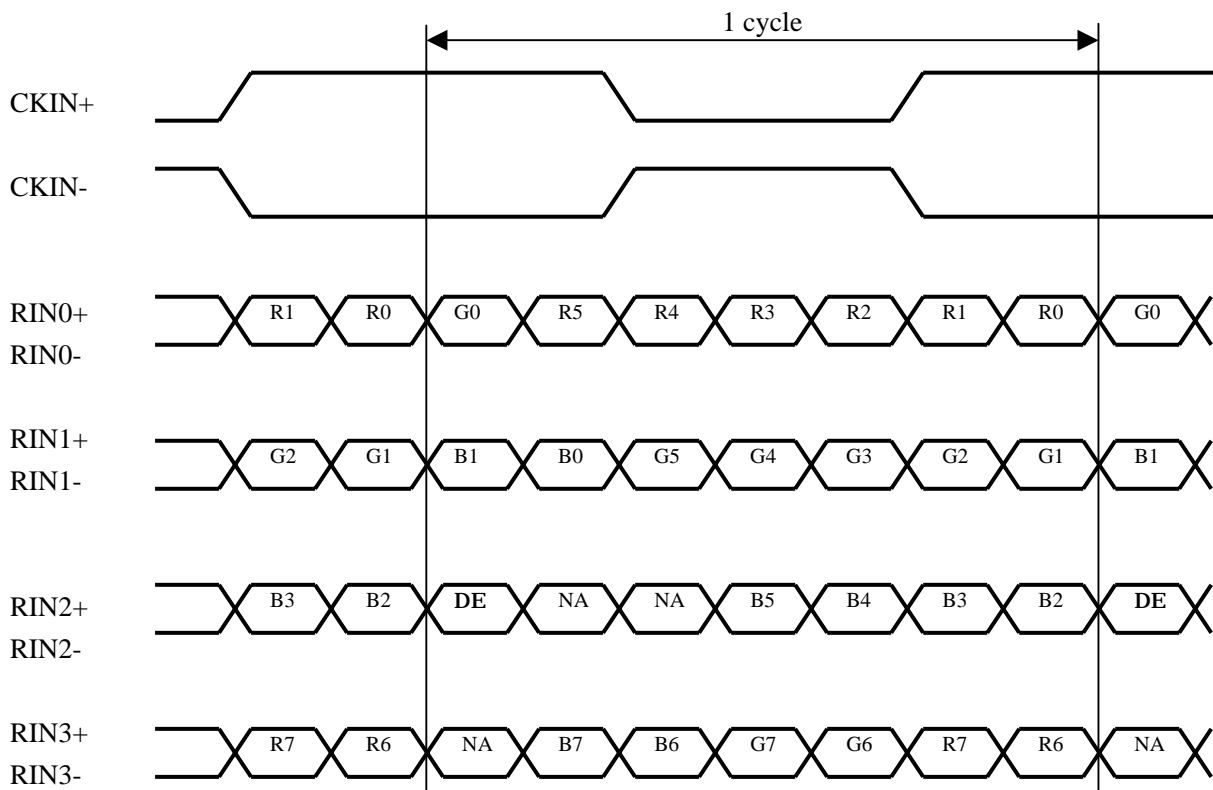 1 cycle
CKIN+
CKIN-
RIN0+ R1 R0 G0 R5 R4 R3 R2 R1 R0 G0
RIN0-
RIN1+ G2 G1 B1 B0 G5 G4 G3 G2 G1 B1
RIN1-
RIN2+ B3 B2 DE NA NA B5 B4 B3 B2 DE
RIN2-
RIN3+ R7 R6 NA B7 B6 G7 G6 R7 R6 NA
RIN3-